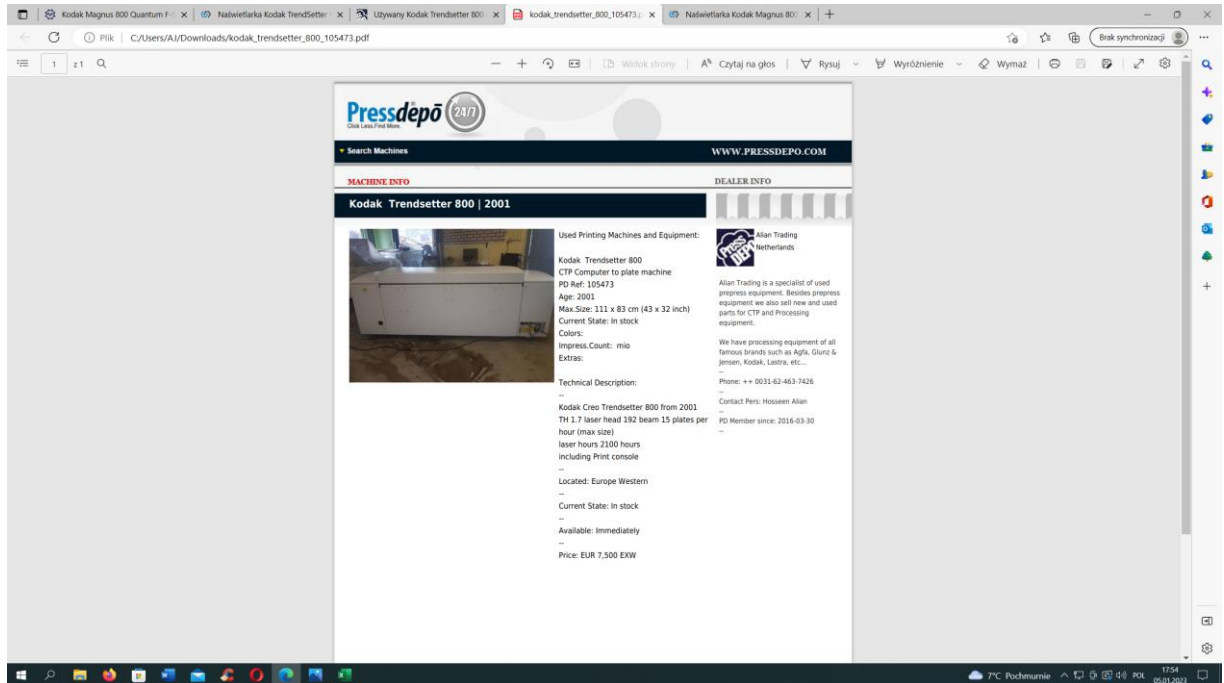 Kodak Magnus 800 Quantum F-
Naświetlarka Kodak TrendSetter
Używany Kodak Trendsetter 800
kodak_trendsetter_800_105473.p
Naświetlarka Kodak Magnus 800
Plik C:/Users/AJ/Downloads/kodak_trendsetter_800_105473.pdf
Brak synchronizacji
1 z 1
Widok strony
Czytaj na głos
Rysuj
Wyróżnienie
Wymaż
Pressdepō 24/7
Click Less.Find More.
Search Machines
WWW.PRESSDEPO.COM
MACHINE INFO
Kodak Trendsetter 800 | 2001
Used Printing Machines and Equipment:
Kodak Trendsetter 800
CTP Computer to plate machine
PD Ref: 105473
Age: 2001
Max.Size: 111 x 83 cm (43 x 32 inch)
Current State: In stock
Colors:
Impress.Count: mio
Extras:
Technical Description:
--
Kodak Creo Trendsetter 800 from 2001
TH 1.7 laser head 192 beam 15 plates per
hour (max size)
laser hours 2100 hours
including Print console
--
Located: Europe Western
--
Current State: In stock
--
Available: Immediately
--
Price: EUR 7,500 EXW
DEALER INFO
Press DEPO
Alian Trading
Netherlands
Alian Trading is a specialist of used
prepress equipment. Besides prepress
equipment we also sell new and used
parts for CTP and Processing
equipment.
We have processing equipment of all
famous brands such as Agfa, Glunz &
Jensen, Kodak, Lastra, etc...
--
Phone: ++ 0031-62-463-7426
--
Contact Pers: Hosseen Alian
--
PD Member since: 2016-03-30
--
7°C Pochmurnie
POL
17:54
05.01.2023